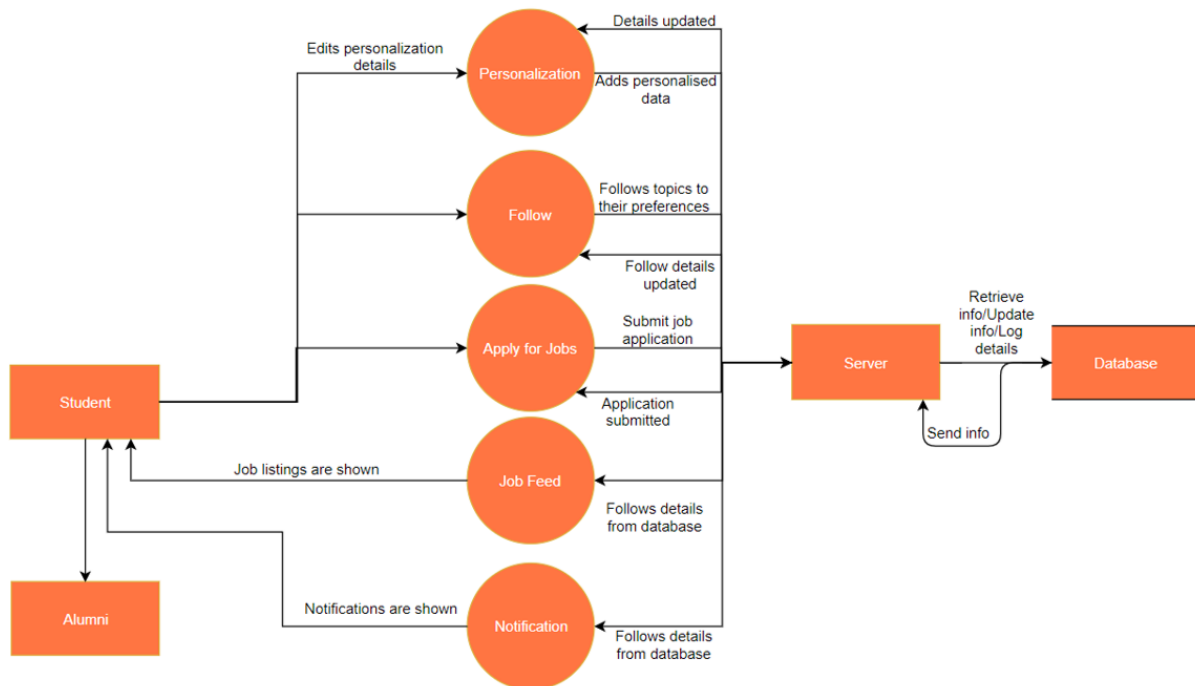 Details updated
Edits personalization
details
Personalization
Adds personalised
data
Follows topics to
their preferences
Follow
Follow details
updated
Retrieve
info/Update
info/Log
details
Submit job
application
Apply for Jobs
Server
Database
Student
Application
submitted
Send info
Job listings are shown
Job Feed
Follows details
from database
Notifications are shown
Alumni
Notification
Follows details
from database